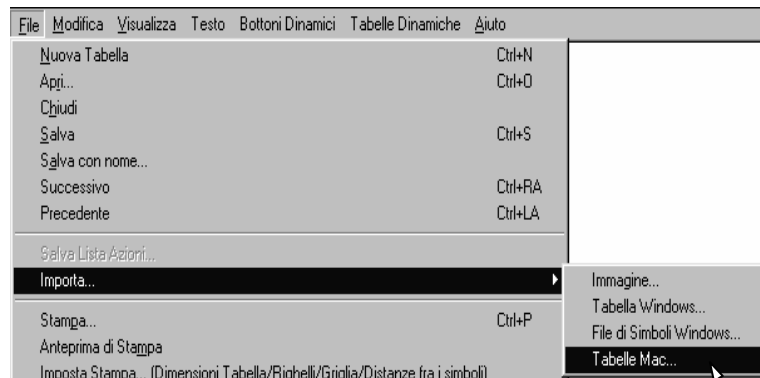 File Modifica Visualizza Testo Bottoni Dinamici Tabelle Dinamiche Aiuto
Nuova Tabella Ctrl+N
Apri... Ctrl+O
Chiudi
Salva Ctrl+S
Salva con nome...
Successivo Ctrl+RA
Precedente Ctrl+LA
Salva Lista Azioni...
Importa...
Immagine...
Tabella Windows...
File di Simboli Windows...
Tabelle Mac...
Stampa... Ctrl+P
Anteprima di Stampa
Imposta Stampa... (Dimensioni Tabella/Righelli/Griglia/Distanze fra i simboli)